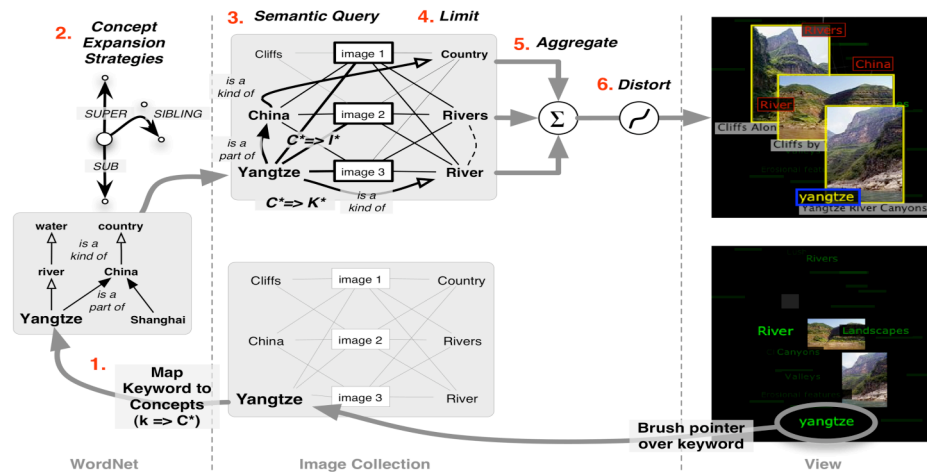 2. Concept
Expansion
Strategies
SUPER
SIBLING
SUB
water
country
is a
kind of
river
China
is a
part of
Yangtze
Shanghai
1.
Map
Keyword to
Concepts
(k => C*)
WordNet
3. Semantic Query
4. Limit
Cliffs
image 1
Country
is a
kind of
China
image 2
Rivers
C*=> I*
is a
part of
Yangtze
image 3
River
C*=> K*
is a
kind of
5. Aggregate
Σ
6. Distort
Cliffs
image 1
Country
China
image 2
Rivers
Yangtze
image 3
River
Image Collection
Rivers
China
River
Cliffs Alon
Cliffs by
yangtze
Yangtze River Canyons
Rivers
River
Landscapes
Canyons
Valleys
yangtze
Brush pointer
over keyword
View